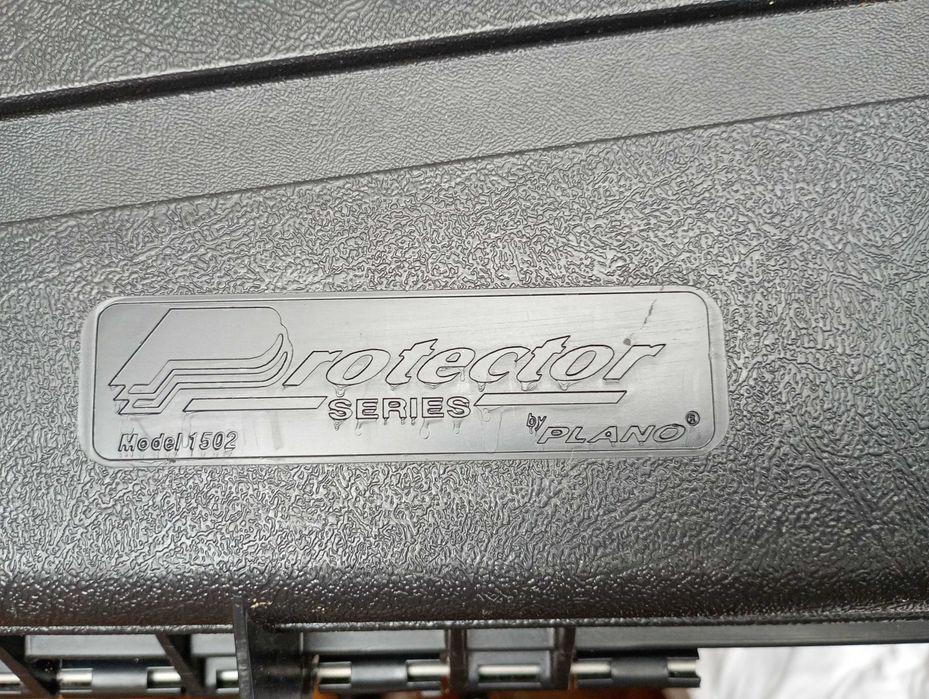 Protector
SERIES
Model 1502
by PLANO®